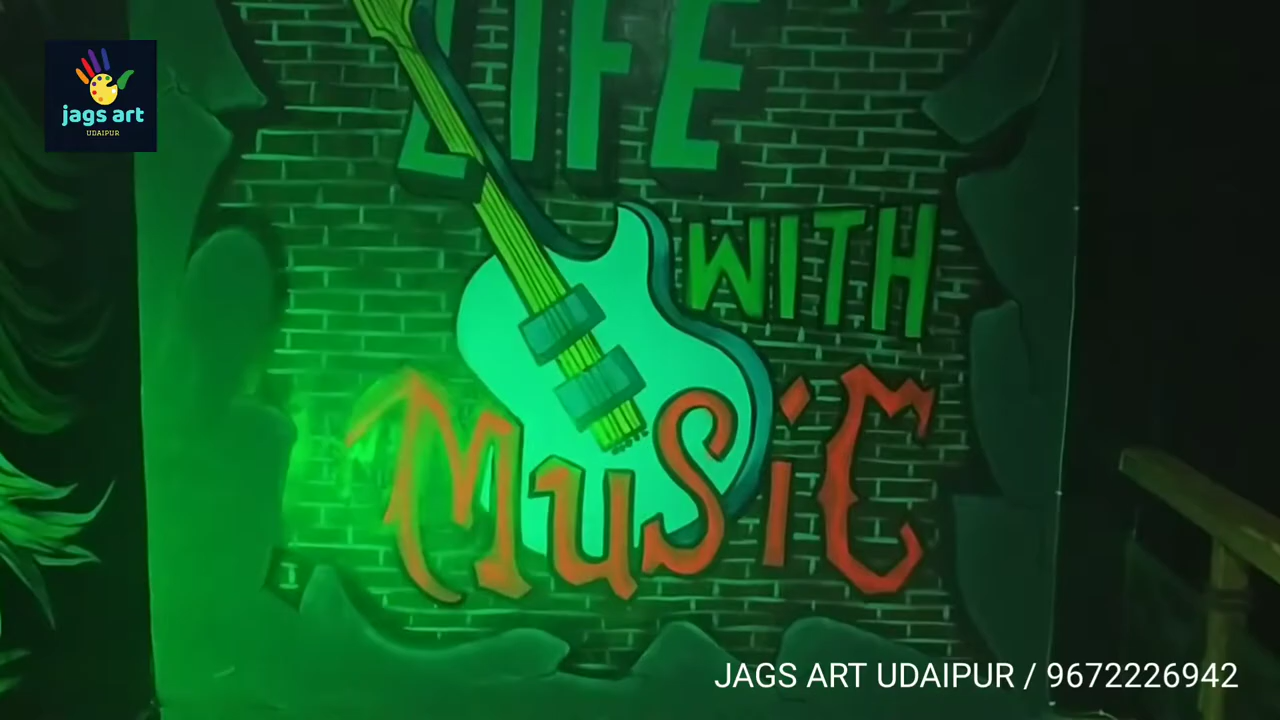 jags art
UDAIPUR
LIFE
WITH
MuSiC
JAGS ART UDAIPUR / 9672226942